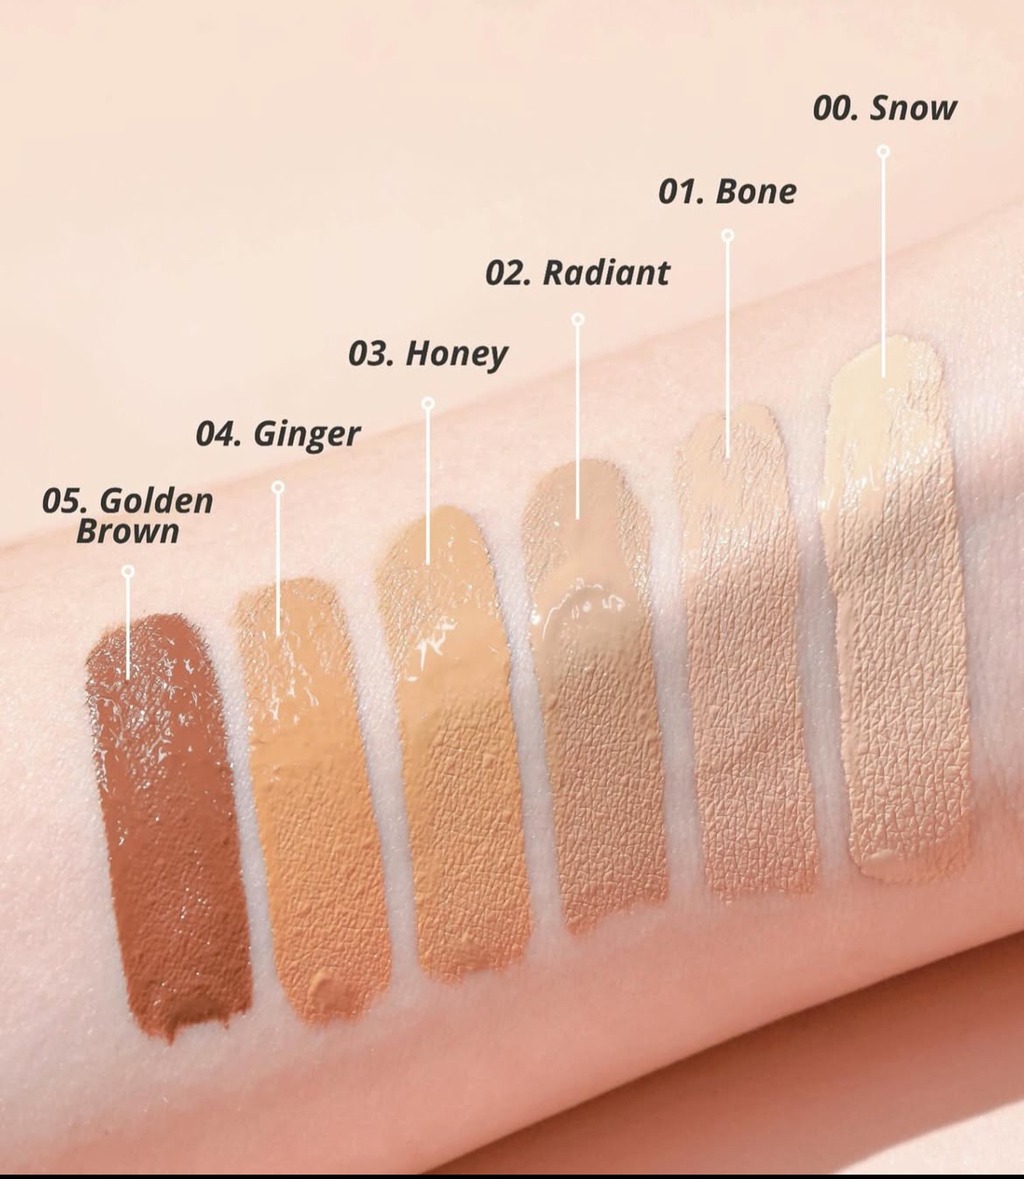 00. Snow
01. Bone
02. Radiant
03. Honey
04. Ginger
05. Golden
Brown